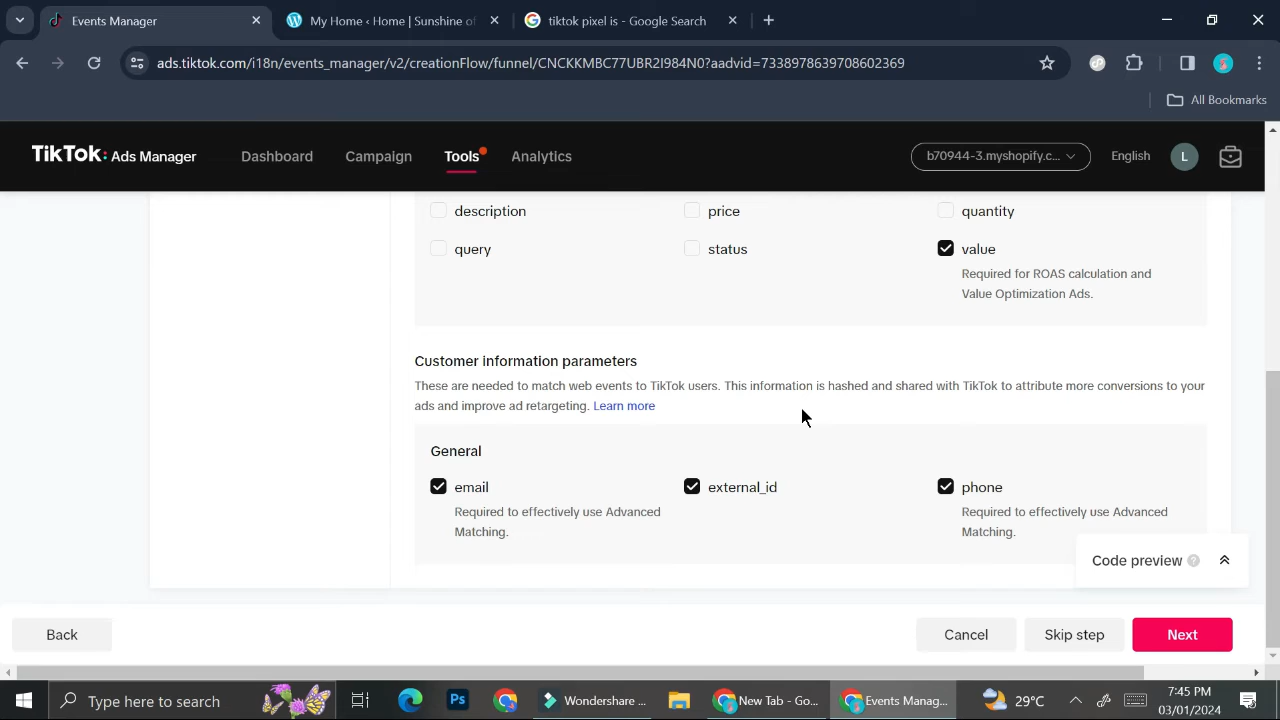 Events Manager
My Home ‹ Home | Sunshine of
tiktok pixel is - Google Search
ads.tiktok.com/i18n/events_manager/v2/creationFlow/funnel/CNCKKMBC77UBR2I984N0?aadvid=7338978639708602369
All Bookmarks
TikTok: Ads Manager
Dashboard
Campaign
Tools
Analytics
b70944-3.myshopify.c...
English
L
description
price
quantity
query
status
value
Required for ROAS calculation and
Value Optimization Ads.
Customer information parameters
These are needed to match web events to TikTok users. This information is hashed and shared with TikTok to attribute more conversions to your
ads and improve ad retargeting. Learn more
General
email
external_id
phone
Required to effectively use Advanced
Matching.
Required to effectively use Advanced
Matching.
Code preview
Back
Cancel
Skip step
Next
Type here to search
Ps
Wondershare ...
New Tab - Go...
Events Manag...
29°C
7:45 PM
03/01/2024